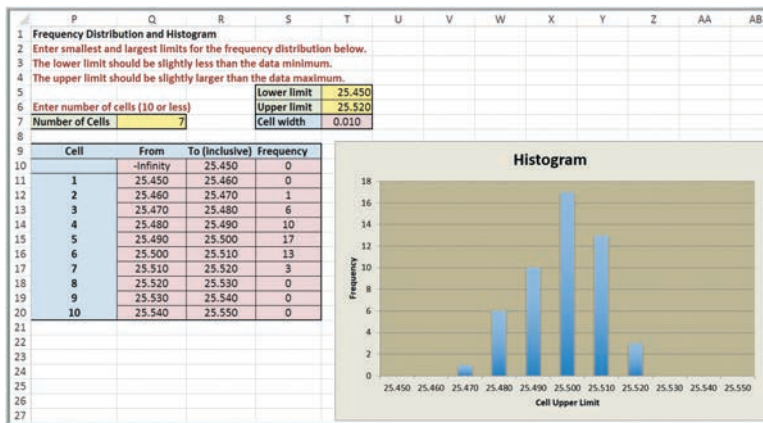 P Q R S T U V W X Y Z AA AB
1 Frequency Distribution and Histogram
2 Enter smallest and largest limits for the frequency distribution below.
3 The lower limit should be slightly less than the data minimum.
4 The upper limit should be slightly larger than the data maximum.
5 Lower limit 25.450
6 Enter number of cells (10 or less) Upper limit 25.520
7 Number of Cells 7 Cell width 0.010
8
9 Cell From To (inclusive) Frequency
10 -Infinity 25.450 0
11 1 25.450 25.460 0
12 2 25.460 25.470 1
13 3 25.470 25.480 6
14 4 25.480 25.490 10
15 5 25.490 25.500 17
16 6 25.500 25.510 13
17 7 25.510 25.520 3
18 8 25.520 25.530 0
19 9 25.530 25.540 0
20 10 25.540 25.550 0
21
22
23
24
25
26
27
Histogram
18
16
14
12
10
8
6
4
2
0
Frequency
25.450 25.460 25.470 25.480 25.490 25.500 25.510 25.520 25.530 25.540 25.550
Cell Upper Limit